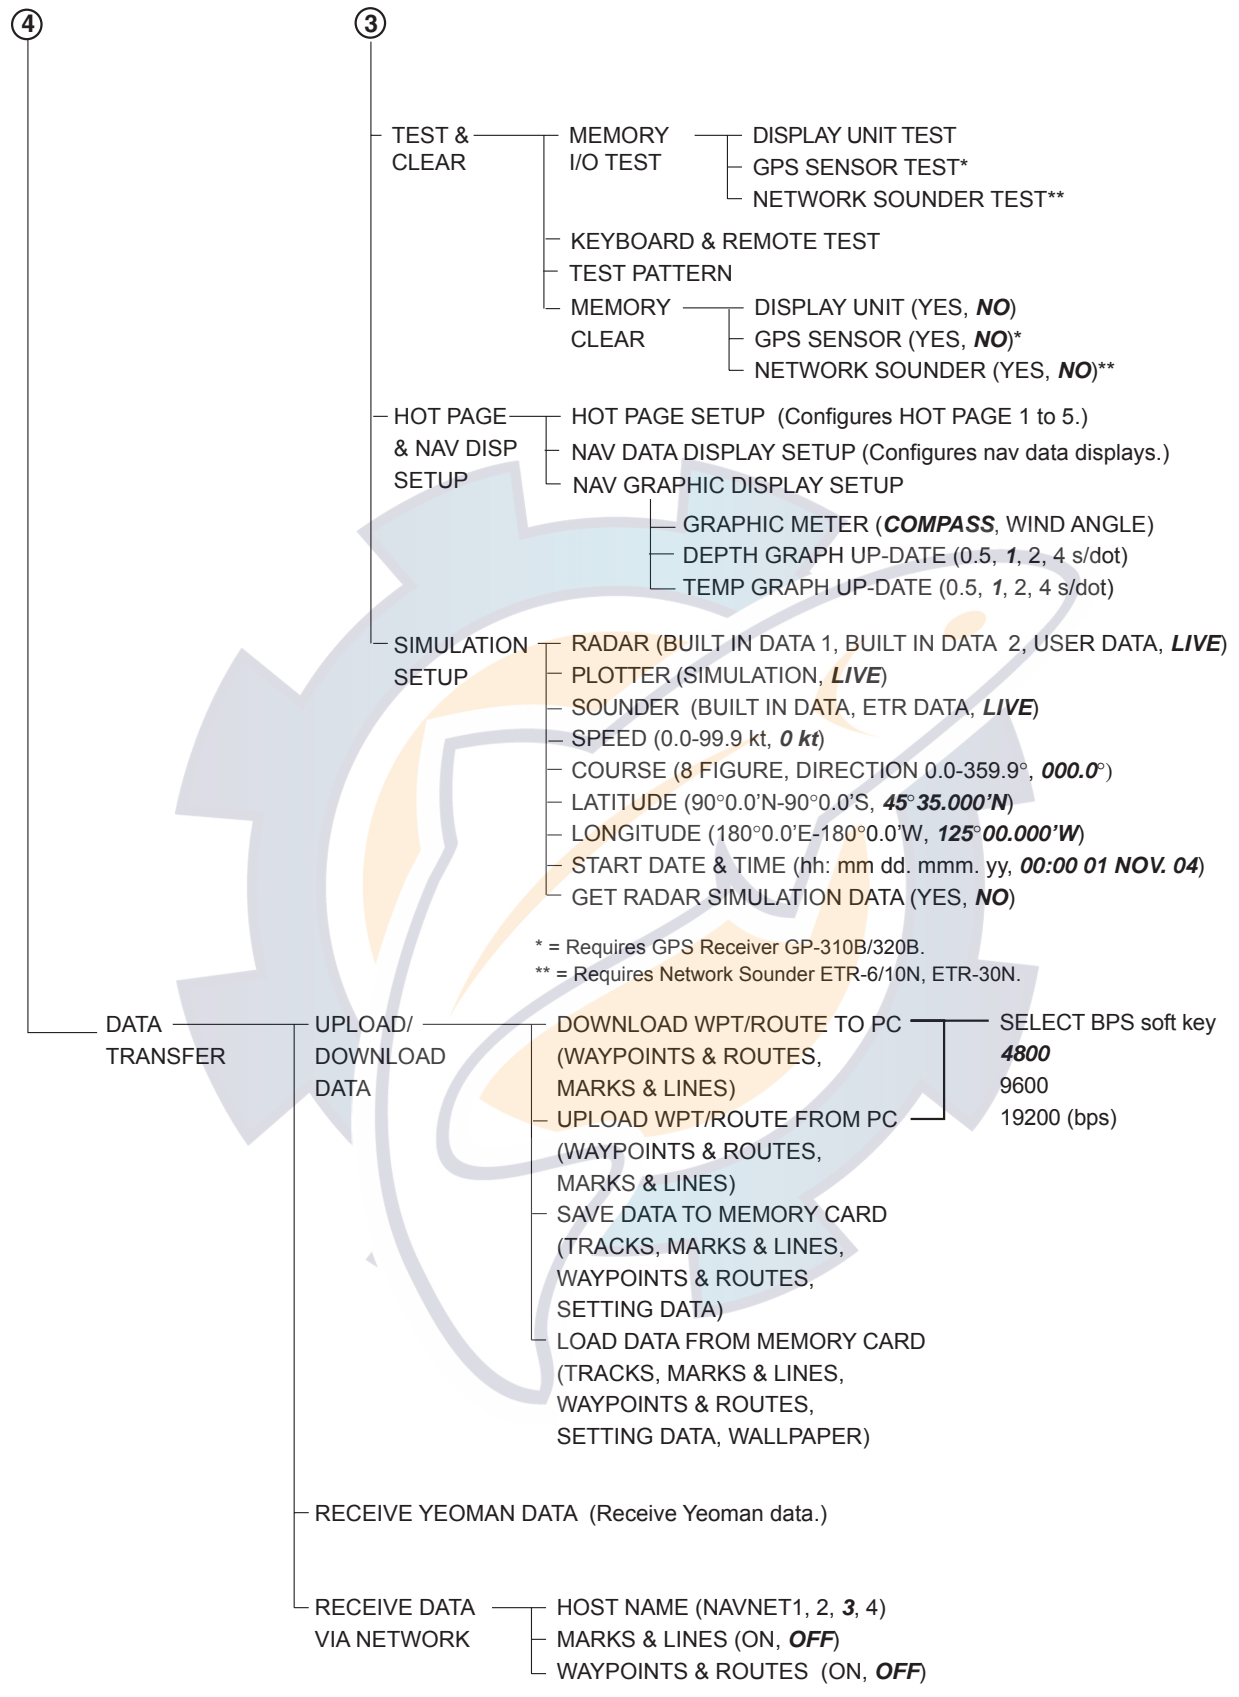 4
3
TEST &
CLEAR
MEMORY
I/O TEST
DISPLAY UNIT TEST
GPS SENSOR TEST*
NETWORK SOUNDER TEST**
KEYBOARD & REMOTE TEST
TEST PATTERN
MEMORY
CLEAR
DISPLAY UNIT (YES, NO)
GPS SENSOR (YES, NO)*
NETWORK SOUNDER (YES, NO)**
HOT PAGE
& NAV DISP
SETUP
HOT PAGE SETUP (Configures HOT PAGE 1 to 5.)
NAV DATA DISPLAY SETUP (Configures nav data displays.)
NAV GRAPHIC DISPLAY SETUP
GRAPHIC METER (COMPASS, WIND ANGLE)
DEPTH GRAPH UP-DATE (0.5, 1, 2, 4 s/dot)
TEMP GRAPH UP-DATE (0.5, 1, 2, 4 s/dot)
SIMULATION
SETUP
RADAR (BUILT IN DATA 1, BUILT IN DATA 2, USER DATA, LIVE)
PLOTTER (SIMULATION, LIVE)
SOUNDER (BUILT IN DATA, ETR DATA, LIVE)
SPEED (0.0-99.9 kt, 0 kt)
COURSE (8 FIGURE, DIRECTION 0.0-359.9°, 000.0°)
LATITUDE (90°0.0’N-90°0.0’S, 45°35.000’N)
LONGITUDE (180°0.0’E-180°0.0’W, 125°00.000’W)
START DATE & TIME (hh: mm dd. mmm. yy, 00:00 01 NOV. 04)
GET RADAR SIMULATION DATA (YES, NO)
* = Requires GPS Receiver GP-310B/320B.
** = Requires Network Sounder ETR-6/10N, ETR-30N.
DATA
TRANSFER
UPLOAD/
DOWNLOAD
DATA
DOWNLOAD WPT/ROUTE TO PC
(WAYPOINTS & ROUTES,
MARKS & LINES)
SELECT BPS soft key
4800
9600
19200 (bps)
UPLOAD WPT/ROUTE FROM PC
(WAYPOINTS & ROUTES,
MARKS & LINES)
SAVE DATA TO MEMORY CARD
(TRACKS, MARKS & LINES,
WAYPOINTS & ROUTES,
SETTING DATA)
LOAD DATA FROM MEMORY CARD
(TRACKS, MARKS & LINES,
WAYPOINTS & ROUTES,
SETTING DATA, WALLPAPER)
RECEIVE YEOMAN DATA (Receive Yeoman data.)
RECEIVE DATA
VIA NETWORK
HOST NAME (NAVNET1, 2, 3, 4)
MARKS & LINES (ON, OFF)
WAYPOINTS & ROUTES (ON, OFF)